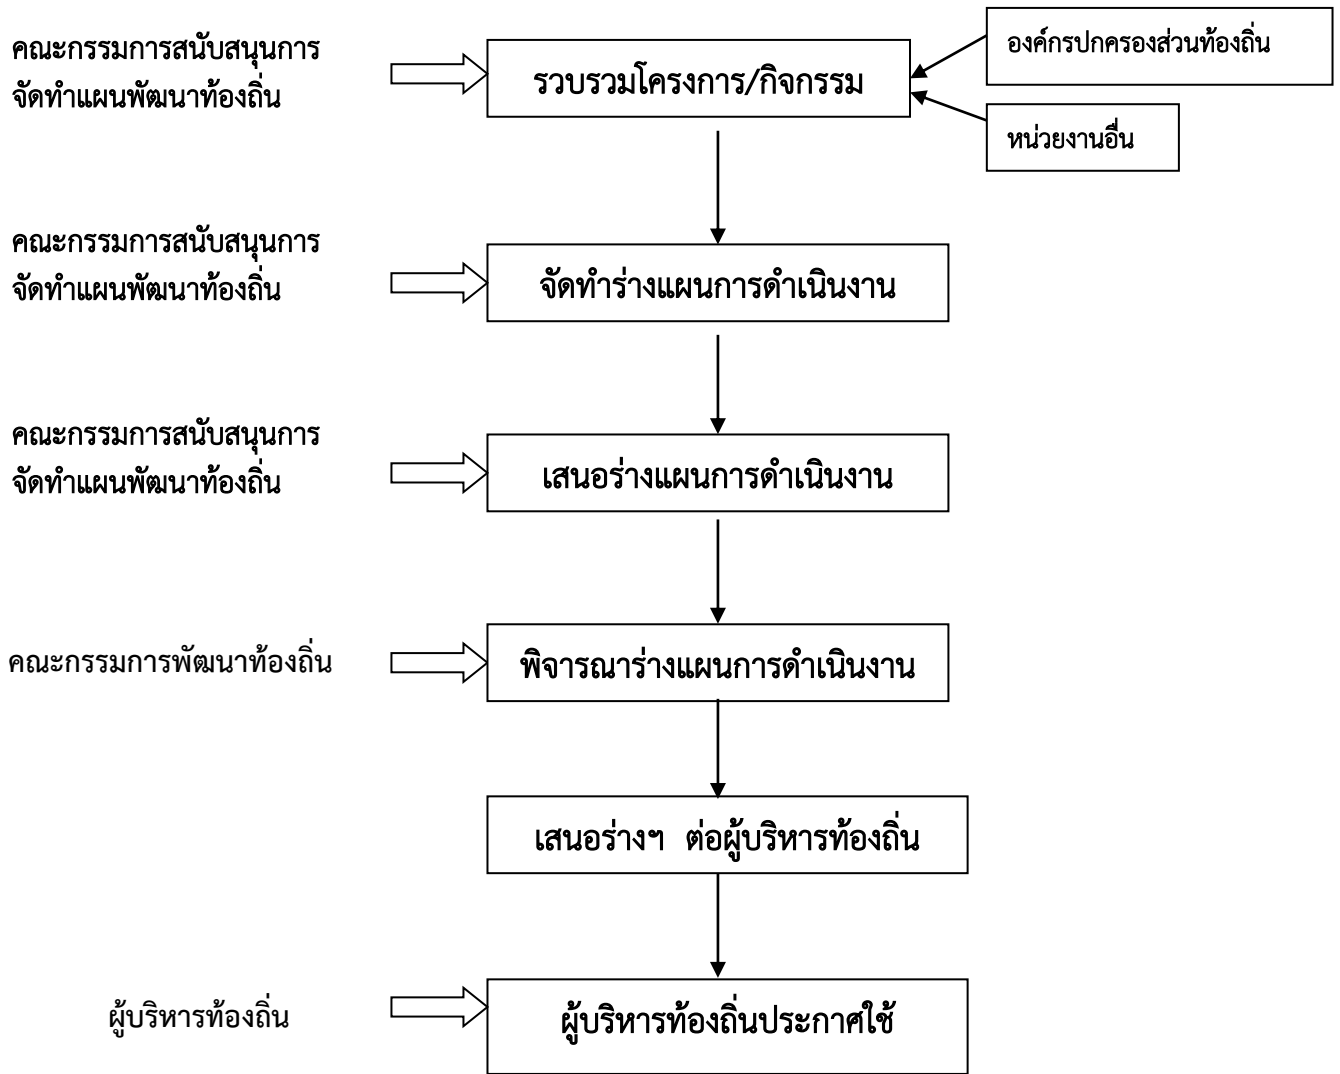 คณะกรรมการสนับสนุนการ
จัดทำแผนพัฒนาท้องถิ่น
รวบรวมโครงการ/กิจกรรม
องค์กรปกครองส่วนท้องถิ่น
หน่วยงานอื่น
คณะกรรมการสนับสนุนการ
จัดทำแผนพัฒนาท้องถิ่น
จัดทำร่างแผนการดำเนินงาน
คณะกรรมการสนับสนุนการ
จัดทำแผนพัฒนาท้องถิ่น
เสนอร่างแผนการดำเนินงาน
คณะกรรมการพัฒนาท้องถิ่น
พิจารณาร่างแผนการดำเนินงาน
เสนอร่างฯ ต่อผู้บริหารท้องถิ่น
ผู้บริหารท้องถิ่น
ผู้บริหารท้องถิ่นประกาศใช้